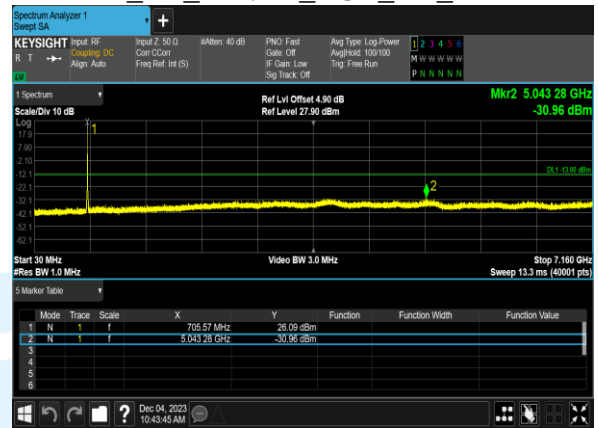 Spectrum Analyzer 1
Swept SA
KEYSIGHT Input: RF Input Z: 50 Ω #Atten: 40 dB PNO: Fast Avg Type: Log-Power 1 2 3 4 5 6
R T Coupling: DC Corr CCorr Gate: Off Avg|Hold: 100/100 M W W W W W
Align: Auto Freq Ref: Int (S) IF Gain: Low Trig: Free Run
Sig Track: Off P N N N N N
1 Spectrum
Scale/Div 10 dB
Ref Lvl Offset 4.90 dB
Ref Level 27.90 dBm
Mkr2 5.043 28 GHz
-30.96 dBm
Log
1
17.9
7.90
-2.10
-12.1
DL1 -13.00 dBm
-22.1
2
-32.1
-42.1
-52.1
-62.1
Start 30 MHz Video BW 3.0 MHz Stop 7.160 GHz
#Res BW 1.0 MHz Sweep 13.3 ms (40001 pts)
5 Marker Table
Mode Trace Scale X Y Function Function Width Function Value
1 N 1 f 705.57 MHz 26.09 dBm
2 N 1 f 5.043 28 GHz -30.96 dBm
3
4
5
6
? Dec 04, 2023
10:43:45 AM